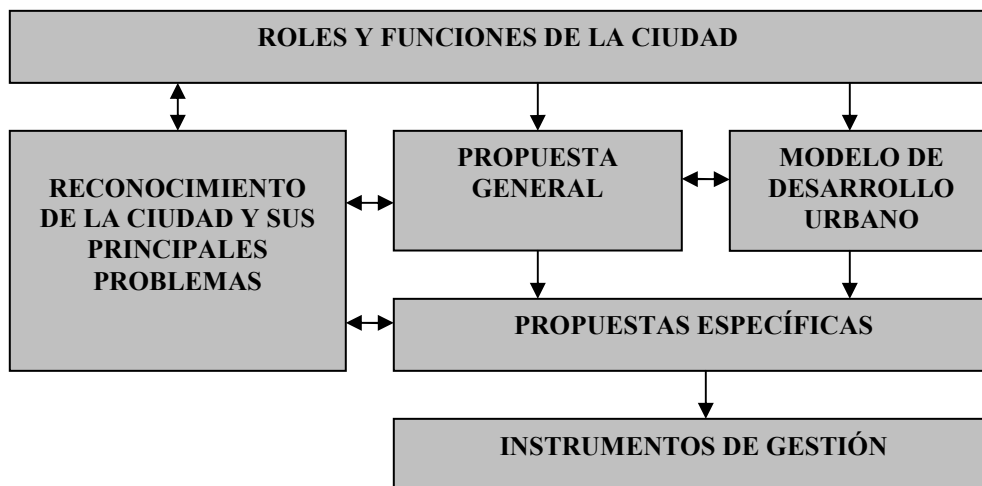 ROLES Y FUNCIONES DE LA CIUDAD
RECONOCIMIENTO
DE LA CIUDAD Y SUS
PRINCIPALES
PROBLEMAS
PROPUESTA
GENERAL
MODELO DE
DESARROLLO
URBANO
PROPUESTAS ESPECÍFICAS
INSTRUMENTOS DE GESTIÓN